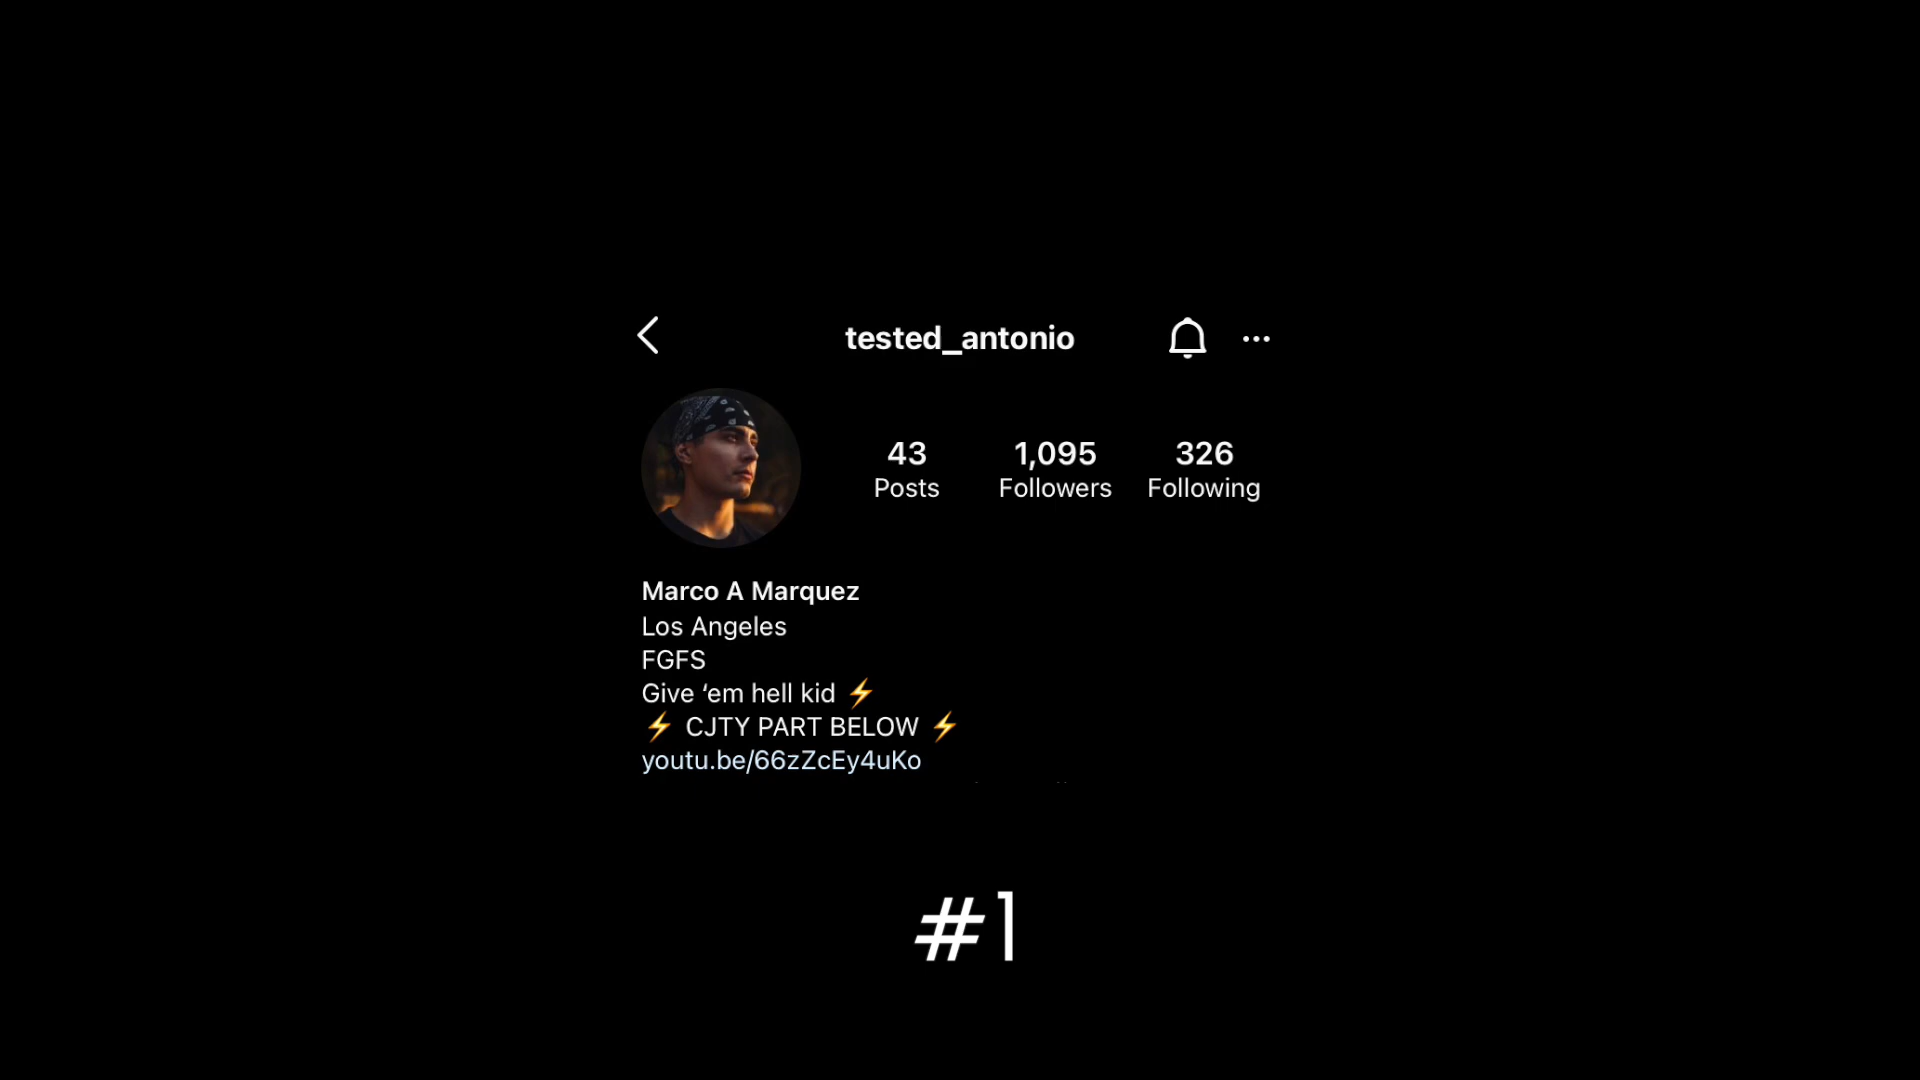 tested_antonio
43 1,095 326
Posts Followers Following
Marco A Marquez
Los Angeles
FGFS
Give ‘em hell kid ⚡
⚡ CJTY PART BELOW ⚡
youtu.be/66zZcEy4uKo
#1